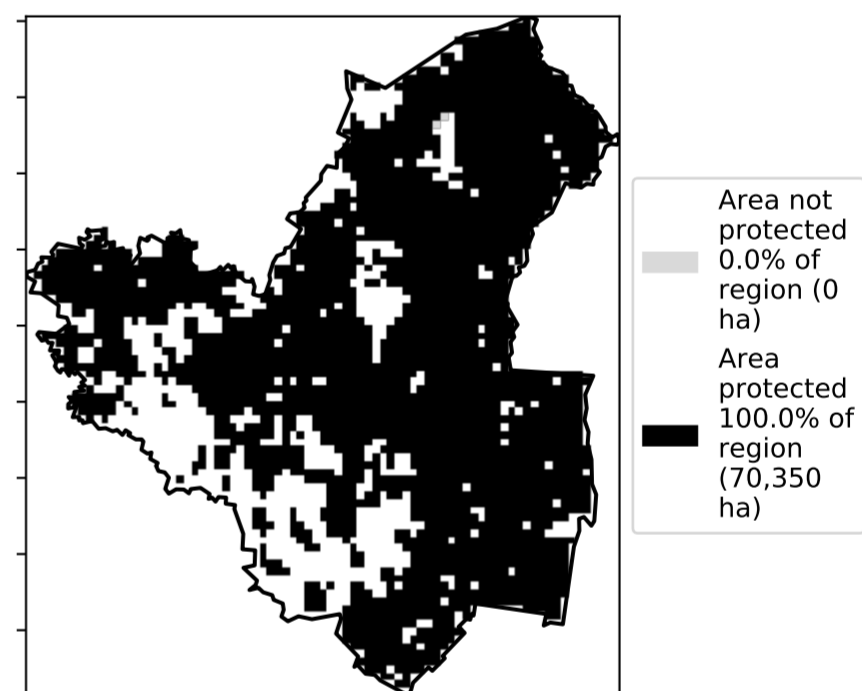 Area not
protected
0.0% of
region (0
ha)
Area
protected
100.0% of
region
(70,350
ha)